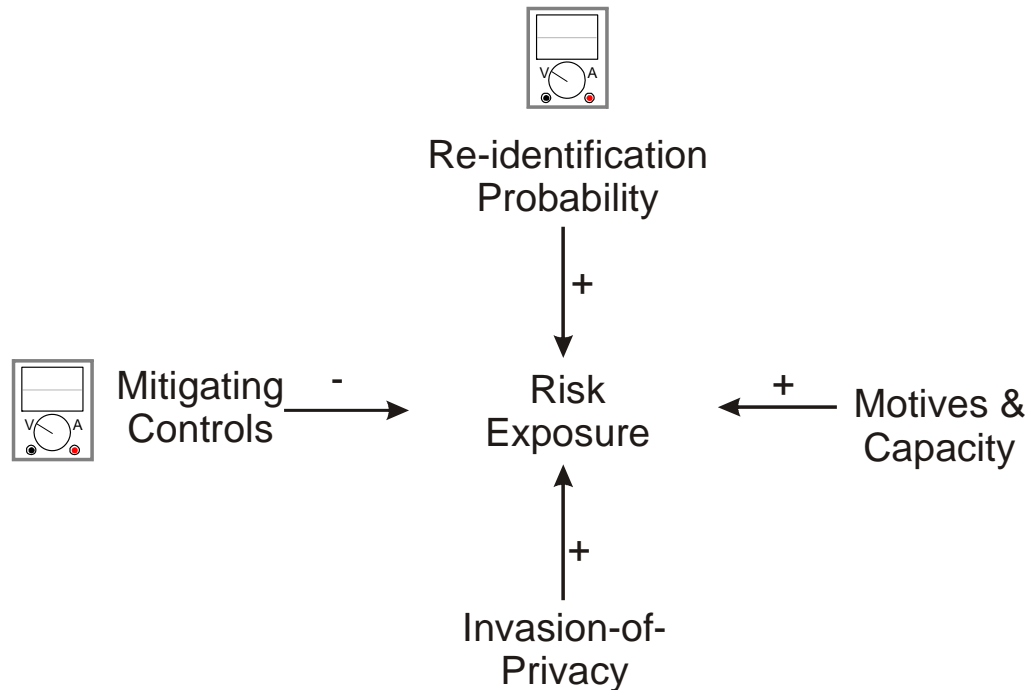 V A
Re-identification
Probability
+
Mitigating
Controls
-
Risk
Exposure
+
Motives &
Capacity
V A
+
Invasion-of-
Privacy